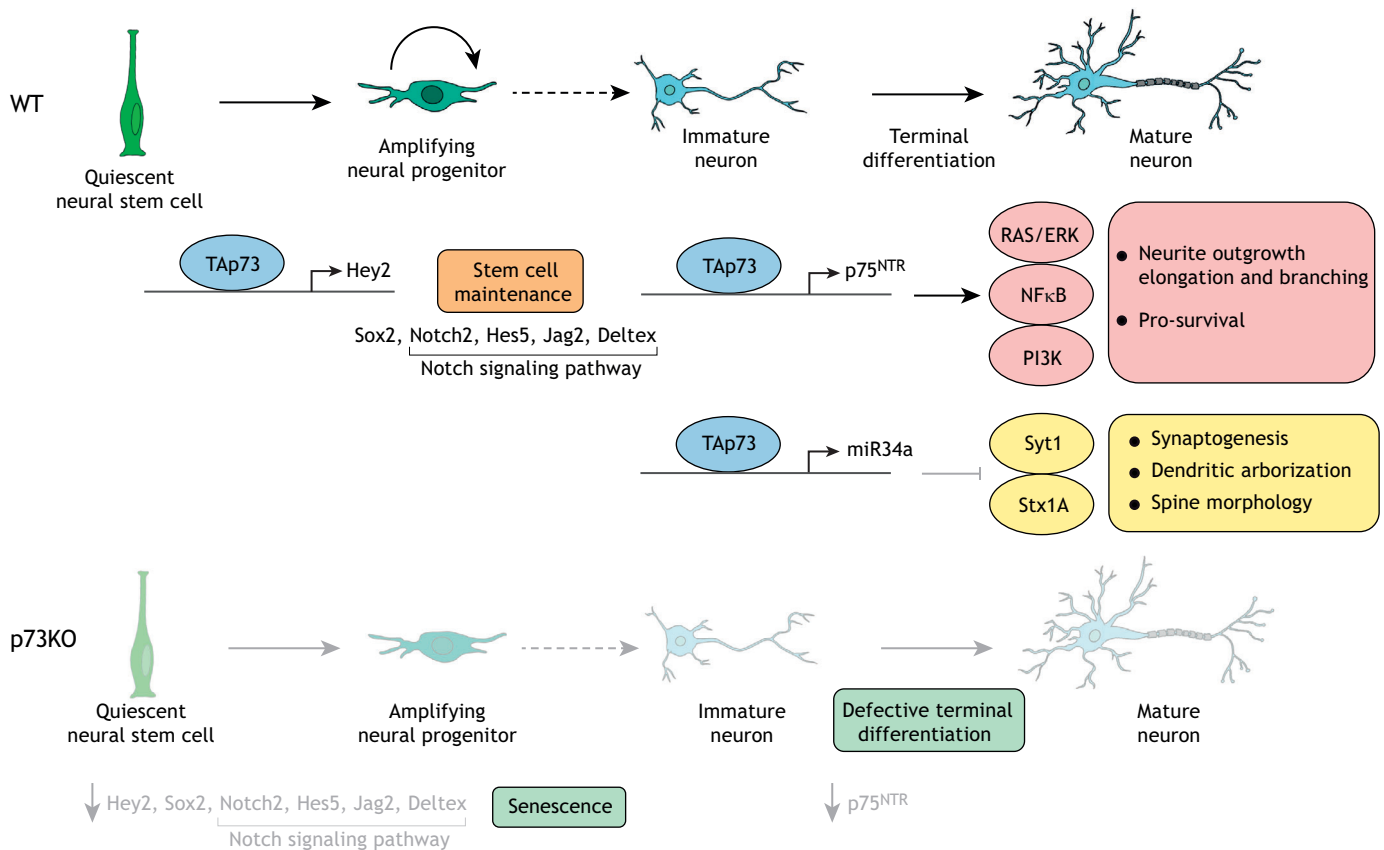 WT
Quiescent
neural stem cell
Amplifying
neural progenitor
Immature
neuron
Terminal
differentiation
Mature
neuron
TAp73
Hey2
Stem cell
maintenance
Sox2, Notch2, Hes5, Jag2, Deltex
Notch signaling pathway
TAp73
p75NTR
RAS/ERK
NFκB
PI3K
● Neurite outgrowth
elongation and branching
● Pro-survival
TAp73
miR34a
Syt1
Stx1A
● Synaptogenesis
● Dendritic arborization
● Spine morphology
p73KO
Quiescent
neural stem cell
Amplifying
neural progenitor
Immature
neuron
Defective terminal
differentiation
Mature
neuron
Hey2, Sox2, Notch2, Hes5, Jag2, Deltex
Notch signaling pathway
Senescence
p75NTR